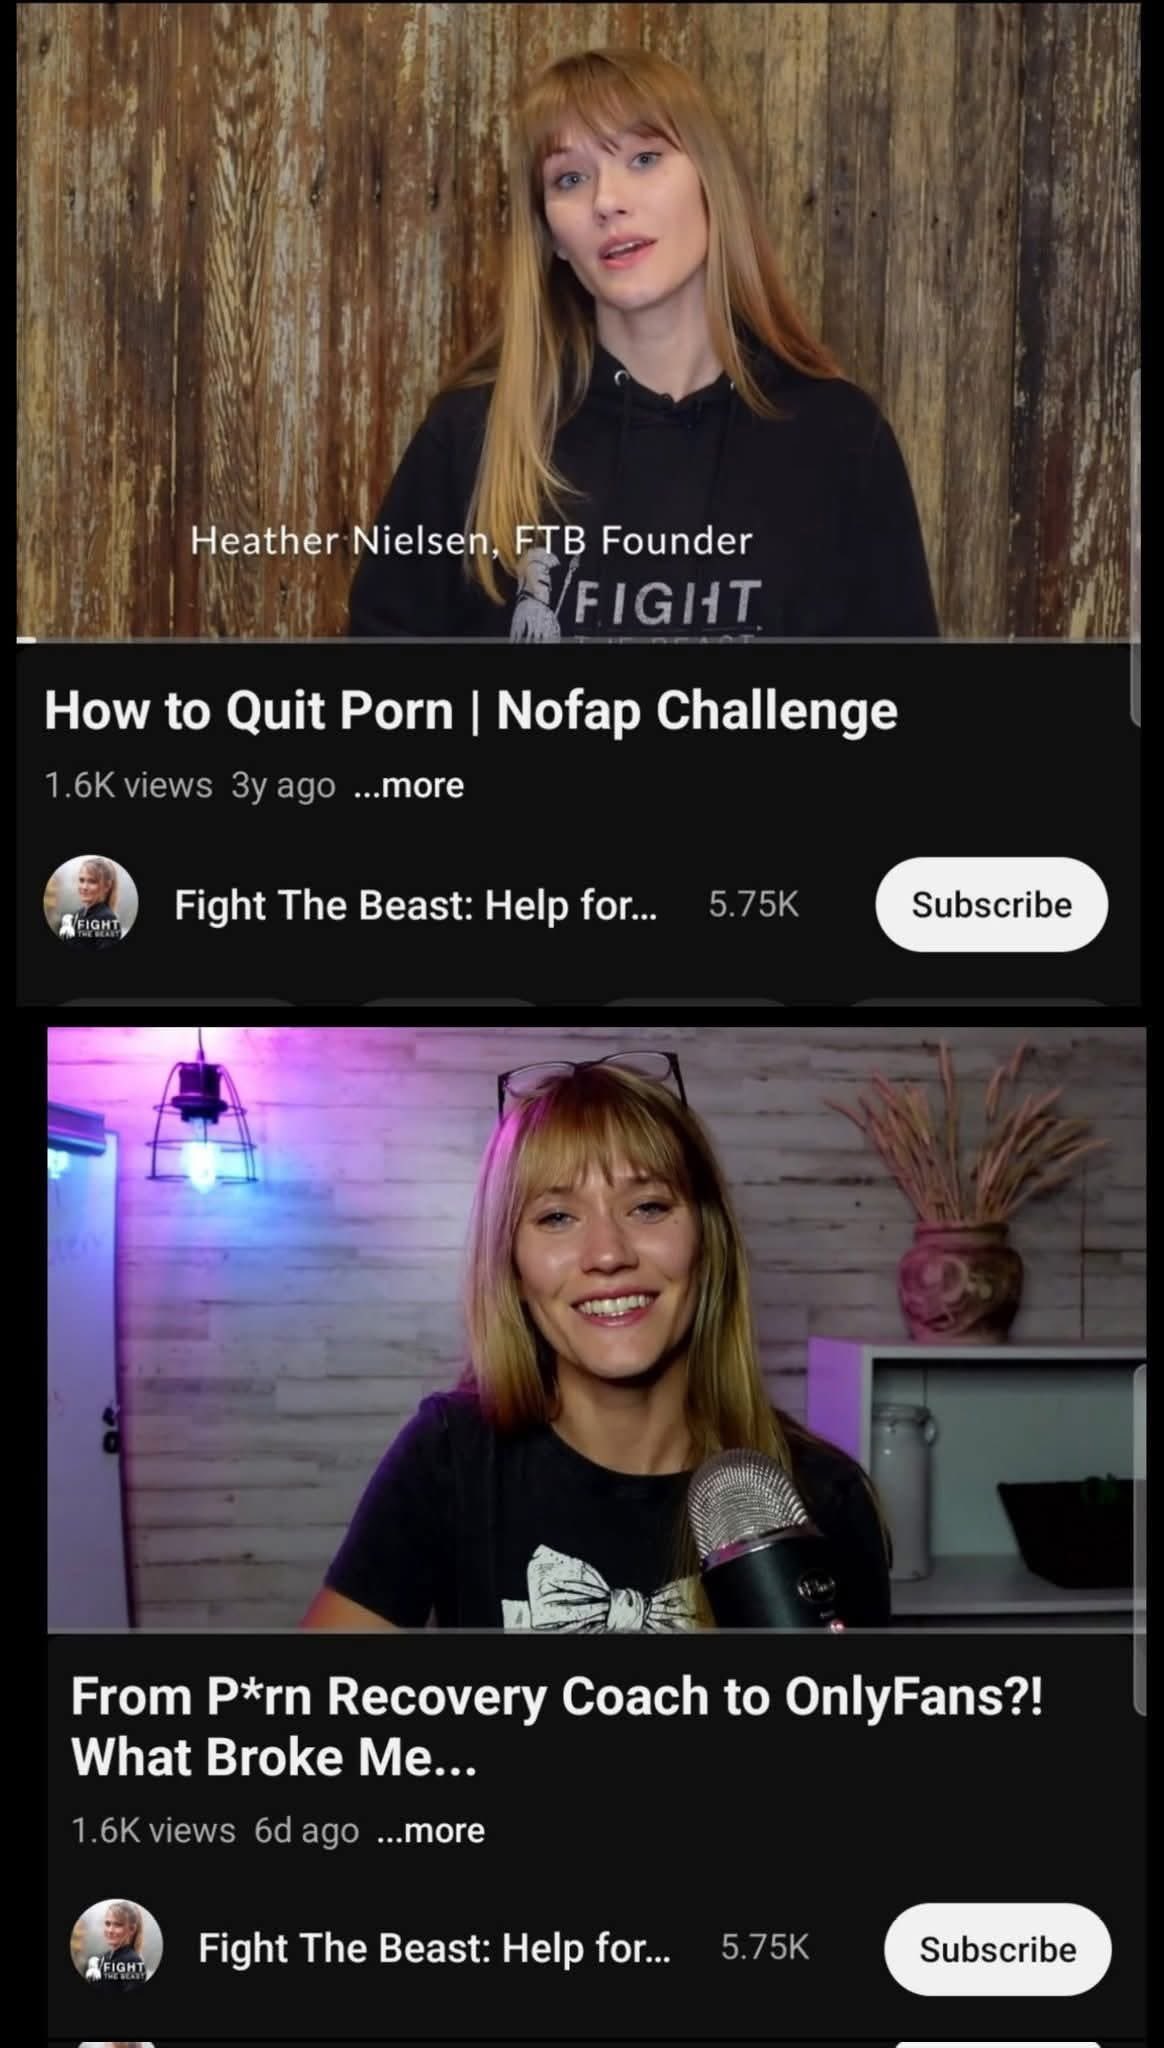 Heather Nielsen, FTB Founder
FIGHT
THE BEAST
How to Quit Porn | Nofap Challenge
1.6K views 3y ago ...more
FIGHT
THE BEAST
Fight The Beast: Help for... 5.75K Subscribe
From P*rn Recovery Coach to OnlyFans?!
What Broke Me...
1.6K views 6d ago ...more
FIGHT
THE BEAST
Fight The Beast: Help for... 5.75K Subscribe